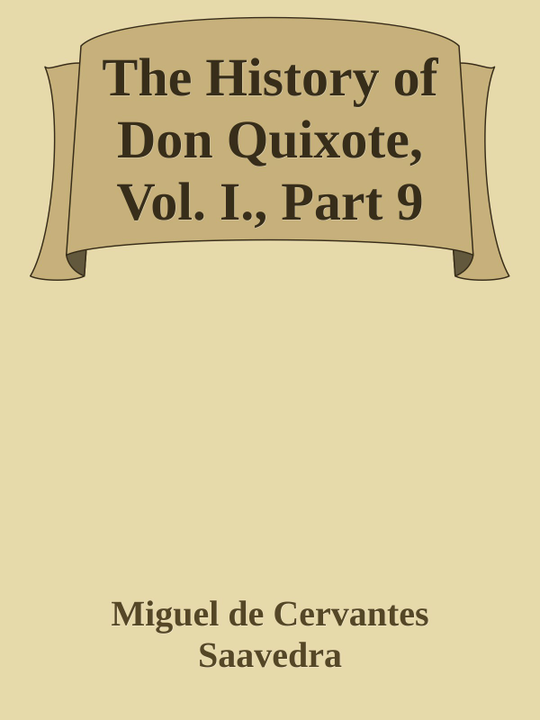 The History of
Don Quixote,
Vol. I., Part 9
Miguel de Cervantes
Saavedra